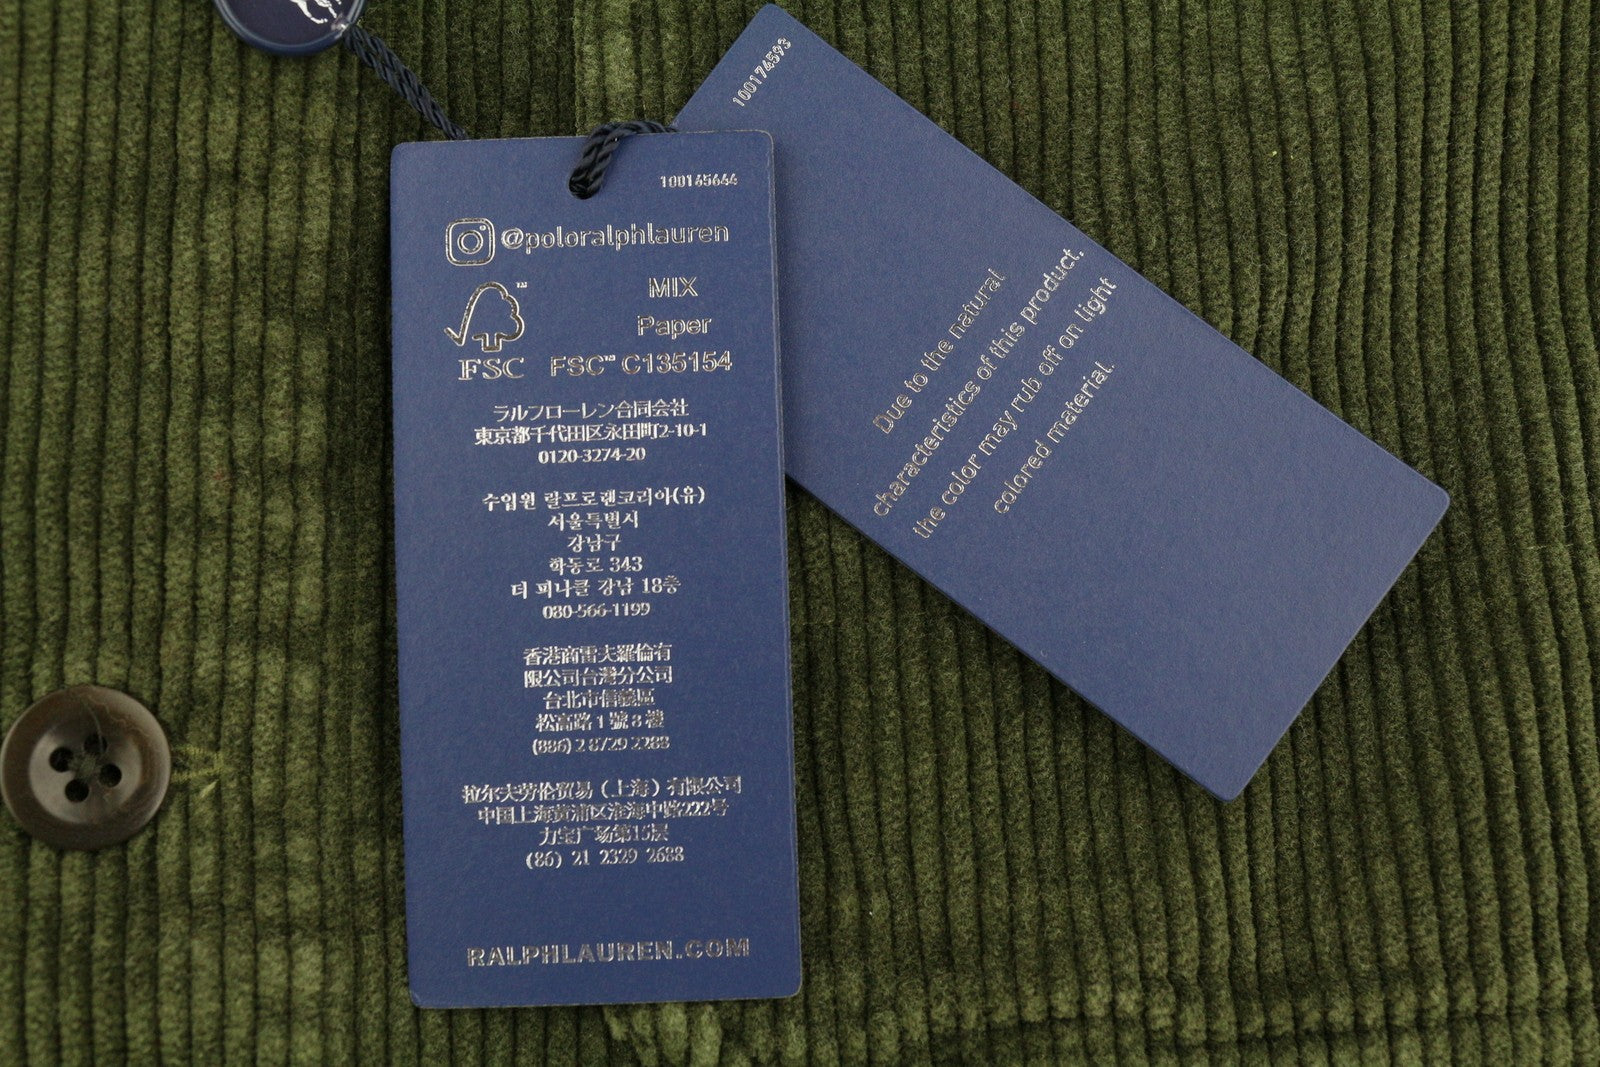 100165644
@poloralphlauren
MIX
Paper
FSC™ C135154
FSC
ラルフローレン合同会社
東京都千代田区永田町2-10-1
0120-3274-20
수입원 랄프로렌코리아(유)
서울특별시
강남구
학동로 343
더 피나클 강남 18층
080-566-1199
香港商雷夫羅倫有
限公司台灣分公司
台北市信義區
松高路 1 號 8 樓
(886) 2 8729 2288
拉尔夫劳伦贸易（上海）有限公司
中国上海黄浦区淮海中路222号
力宝广场第15层
(86) 21 2329 2688
RALPHLAUREN.COM
100174593
Due to the natural
characteristics of this product,
the color may rub off on light
colored material.